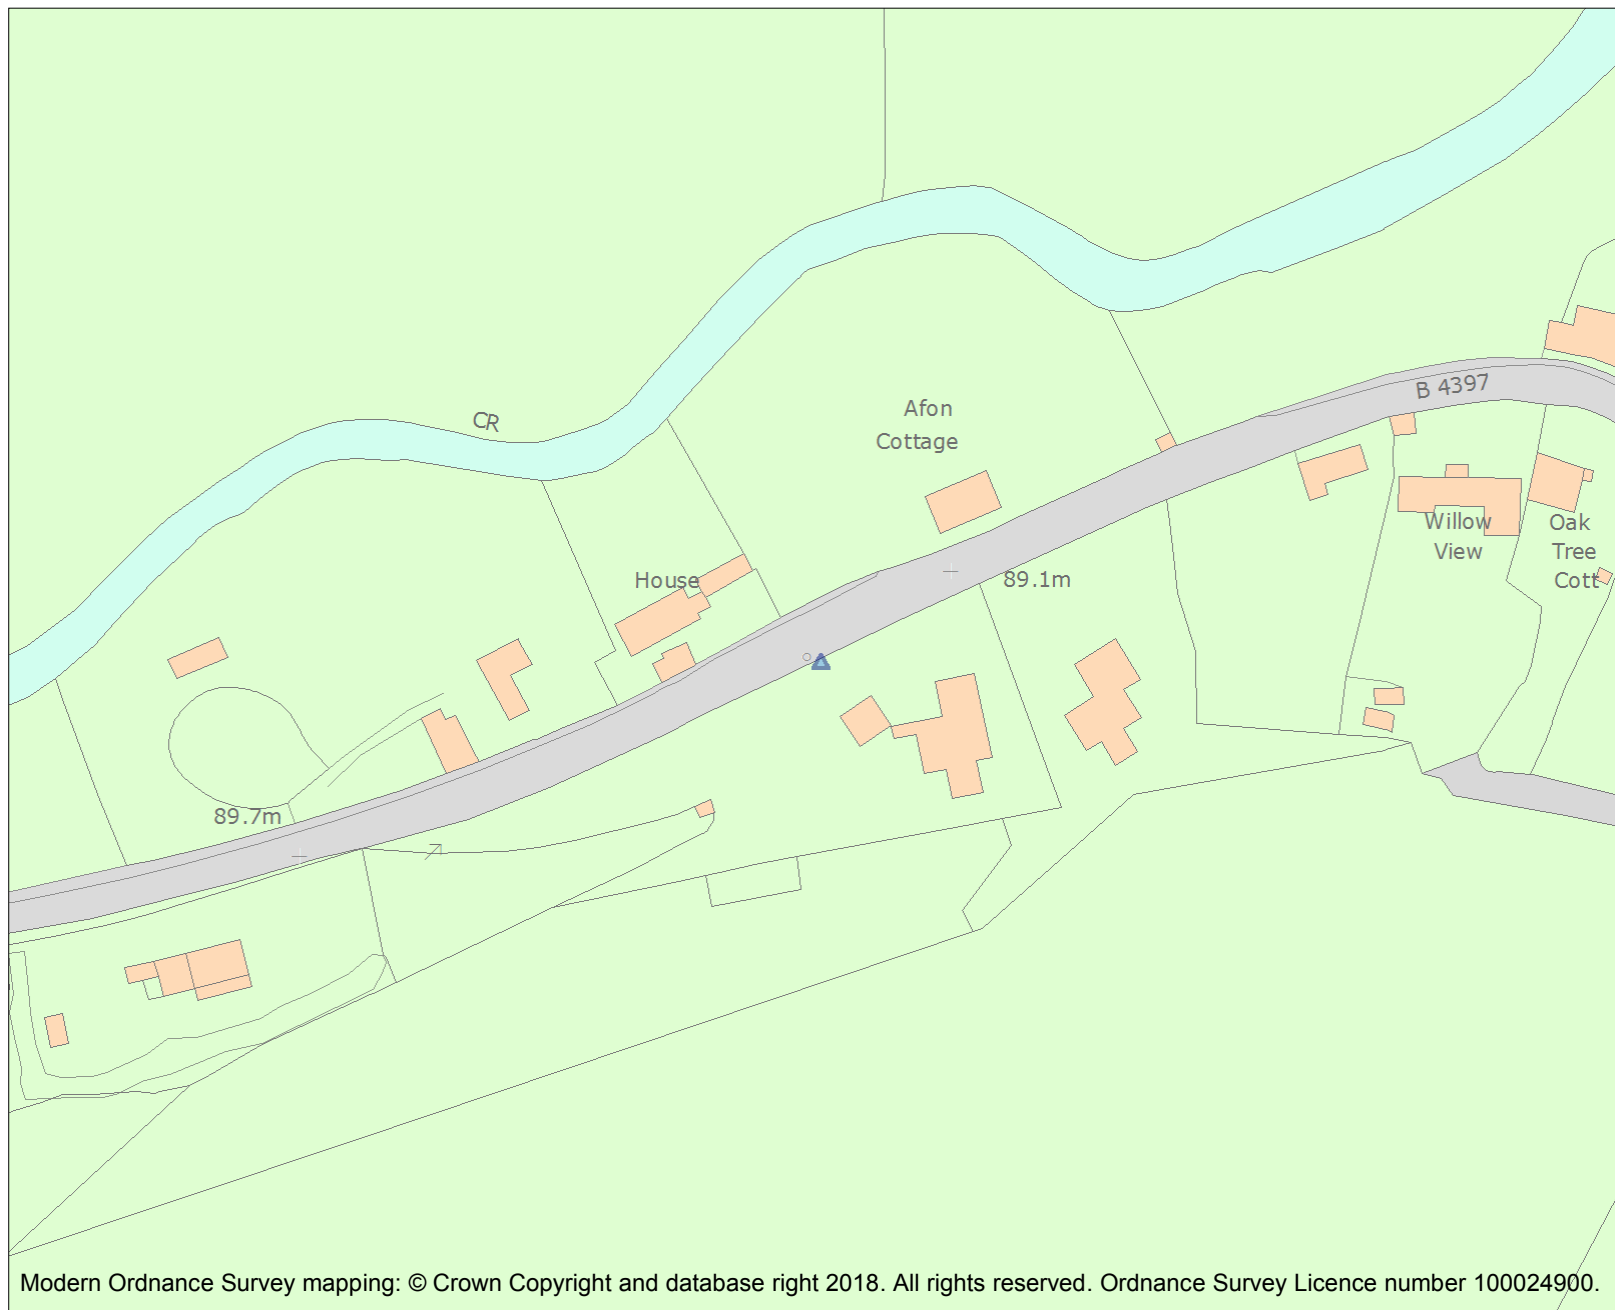 CR
B 4397
Afon
Cottage
Willow
View
Oak
Tree
Cott
House
89.1m
89.7m
Modern Ordnance Survey mapping: © Crown Copyright and database right 2018. All rights reserved. Ordnance Survey Licence number 100024900.